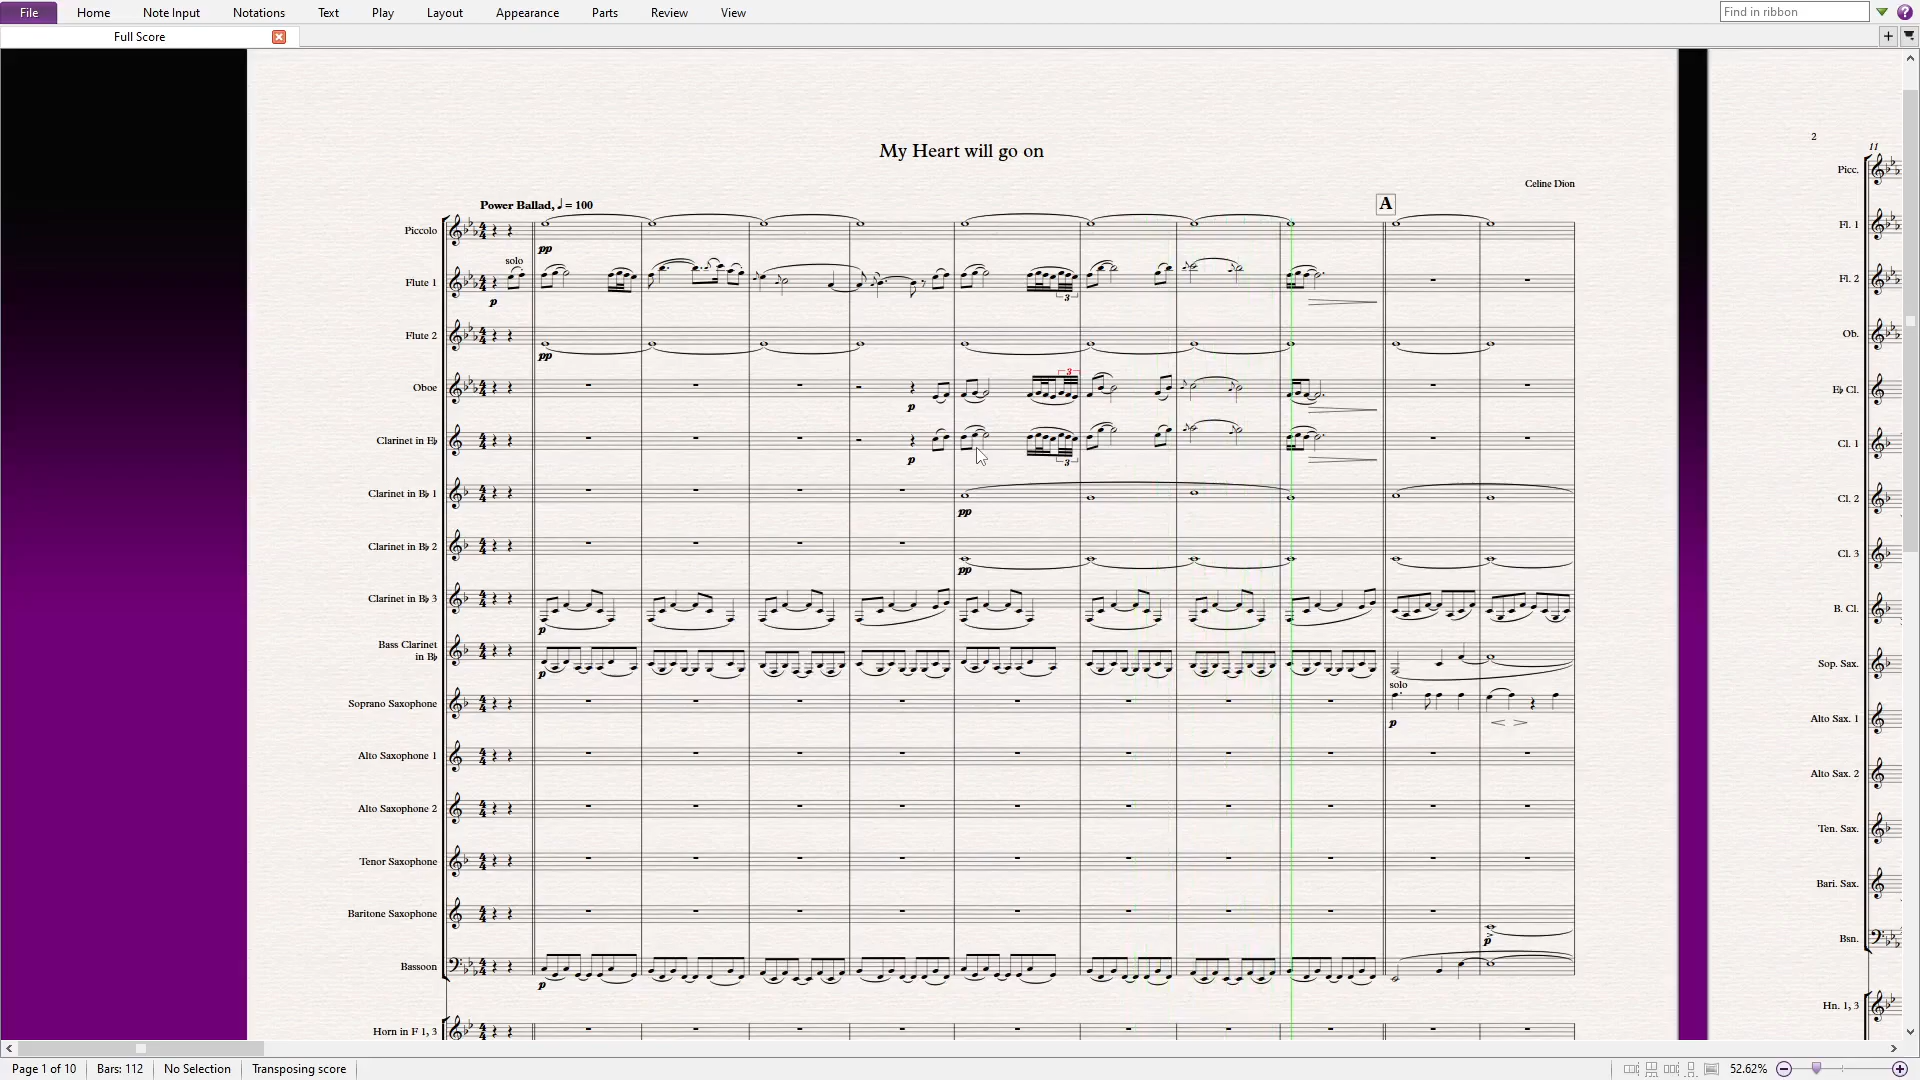 File Home Note Input Notations Text Play Layout Appearance Parts Review View Find in ribbon ?
Full Score
2
My Heart will go on
11
Celine Dion
Power Ballad, ♩ = 100
A
Piccolo
pp
Picc.
solo
Flute 1
p
3
Fl. 1
Flute 2
pp
Fl. 2
Oboe
p
3
Ob.
Clarinet in E♭
p
3
E♭ Cl.
Clarinet in B♭ 1
pp
Cl. 1
Clarinet in B♭ 2
pp
Cl. 2
Clarinet in B♭ 3
p
Cl. 3
Bass Clarinet
in B♭
p
B. Cl.
solo
Soprano Saxophone
p
Sop. Sax.
Alto Saxophone 1
Alto Sax. 1
Alto Saxophone 2
Alto Sax. 2
Tenor Saxophone
Ten. Sax.
Baritone Saxophone
p
Bari. Sax.
Bassoon
p
Bsn.
Horn in F 1, 3
Hn. 1, 3
Page 1 of 10 Bars: 112 No Selection Transposing score 52.62%